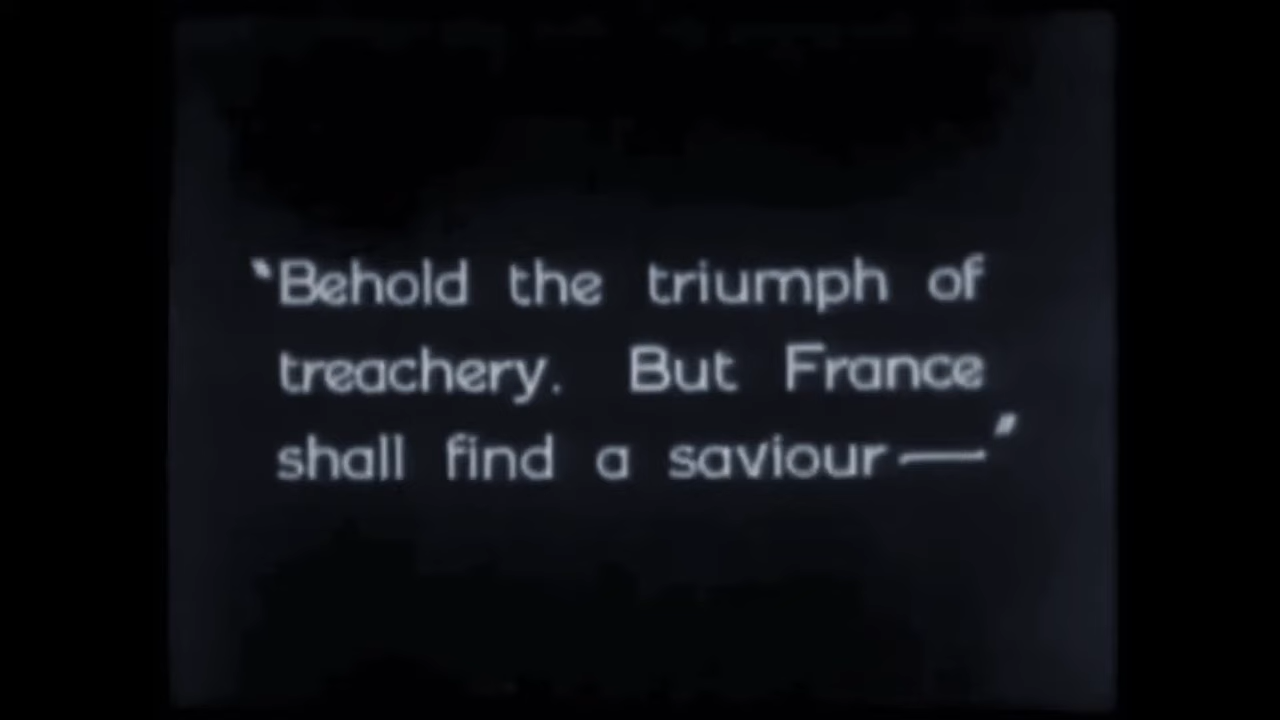 "Behold the triumph of
treachery. But France
shall find a saviour—"